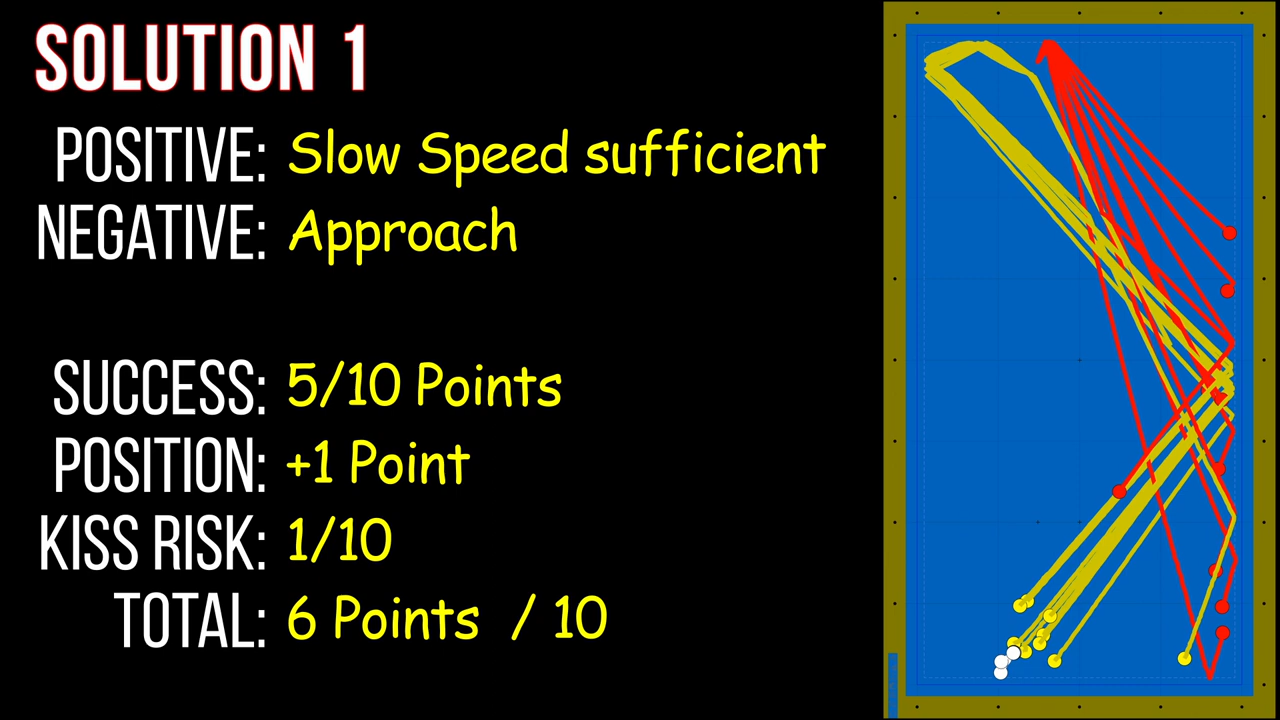 SOLUTION 1
POSITIVE: Slow Speed sufficient
NEGATIVE: Approach
SUCCESS: 5/10 Points
POSITION: +1 Point
KISS RISK: 1/10
TOTAL: 6 Points / 10